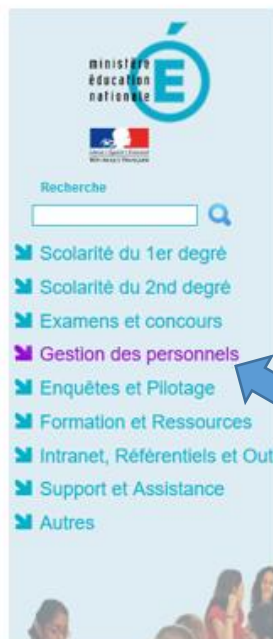 ministère
éducation
nationale
É
Recherche
Scolarité du 1er degré
Scolarité du 2nd degré
Examens et concours
Gestion des personnels
Enquêtes et Pilotage
Formation et Ressources
Intranet, Référentiels et Out
Support et Assistance
Autres